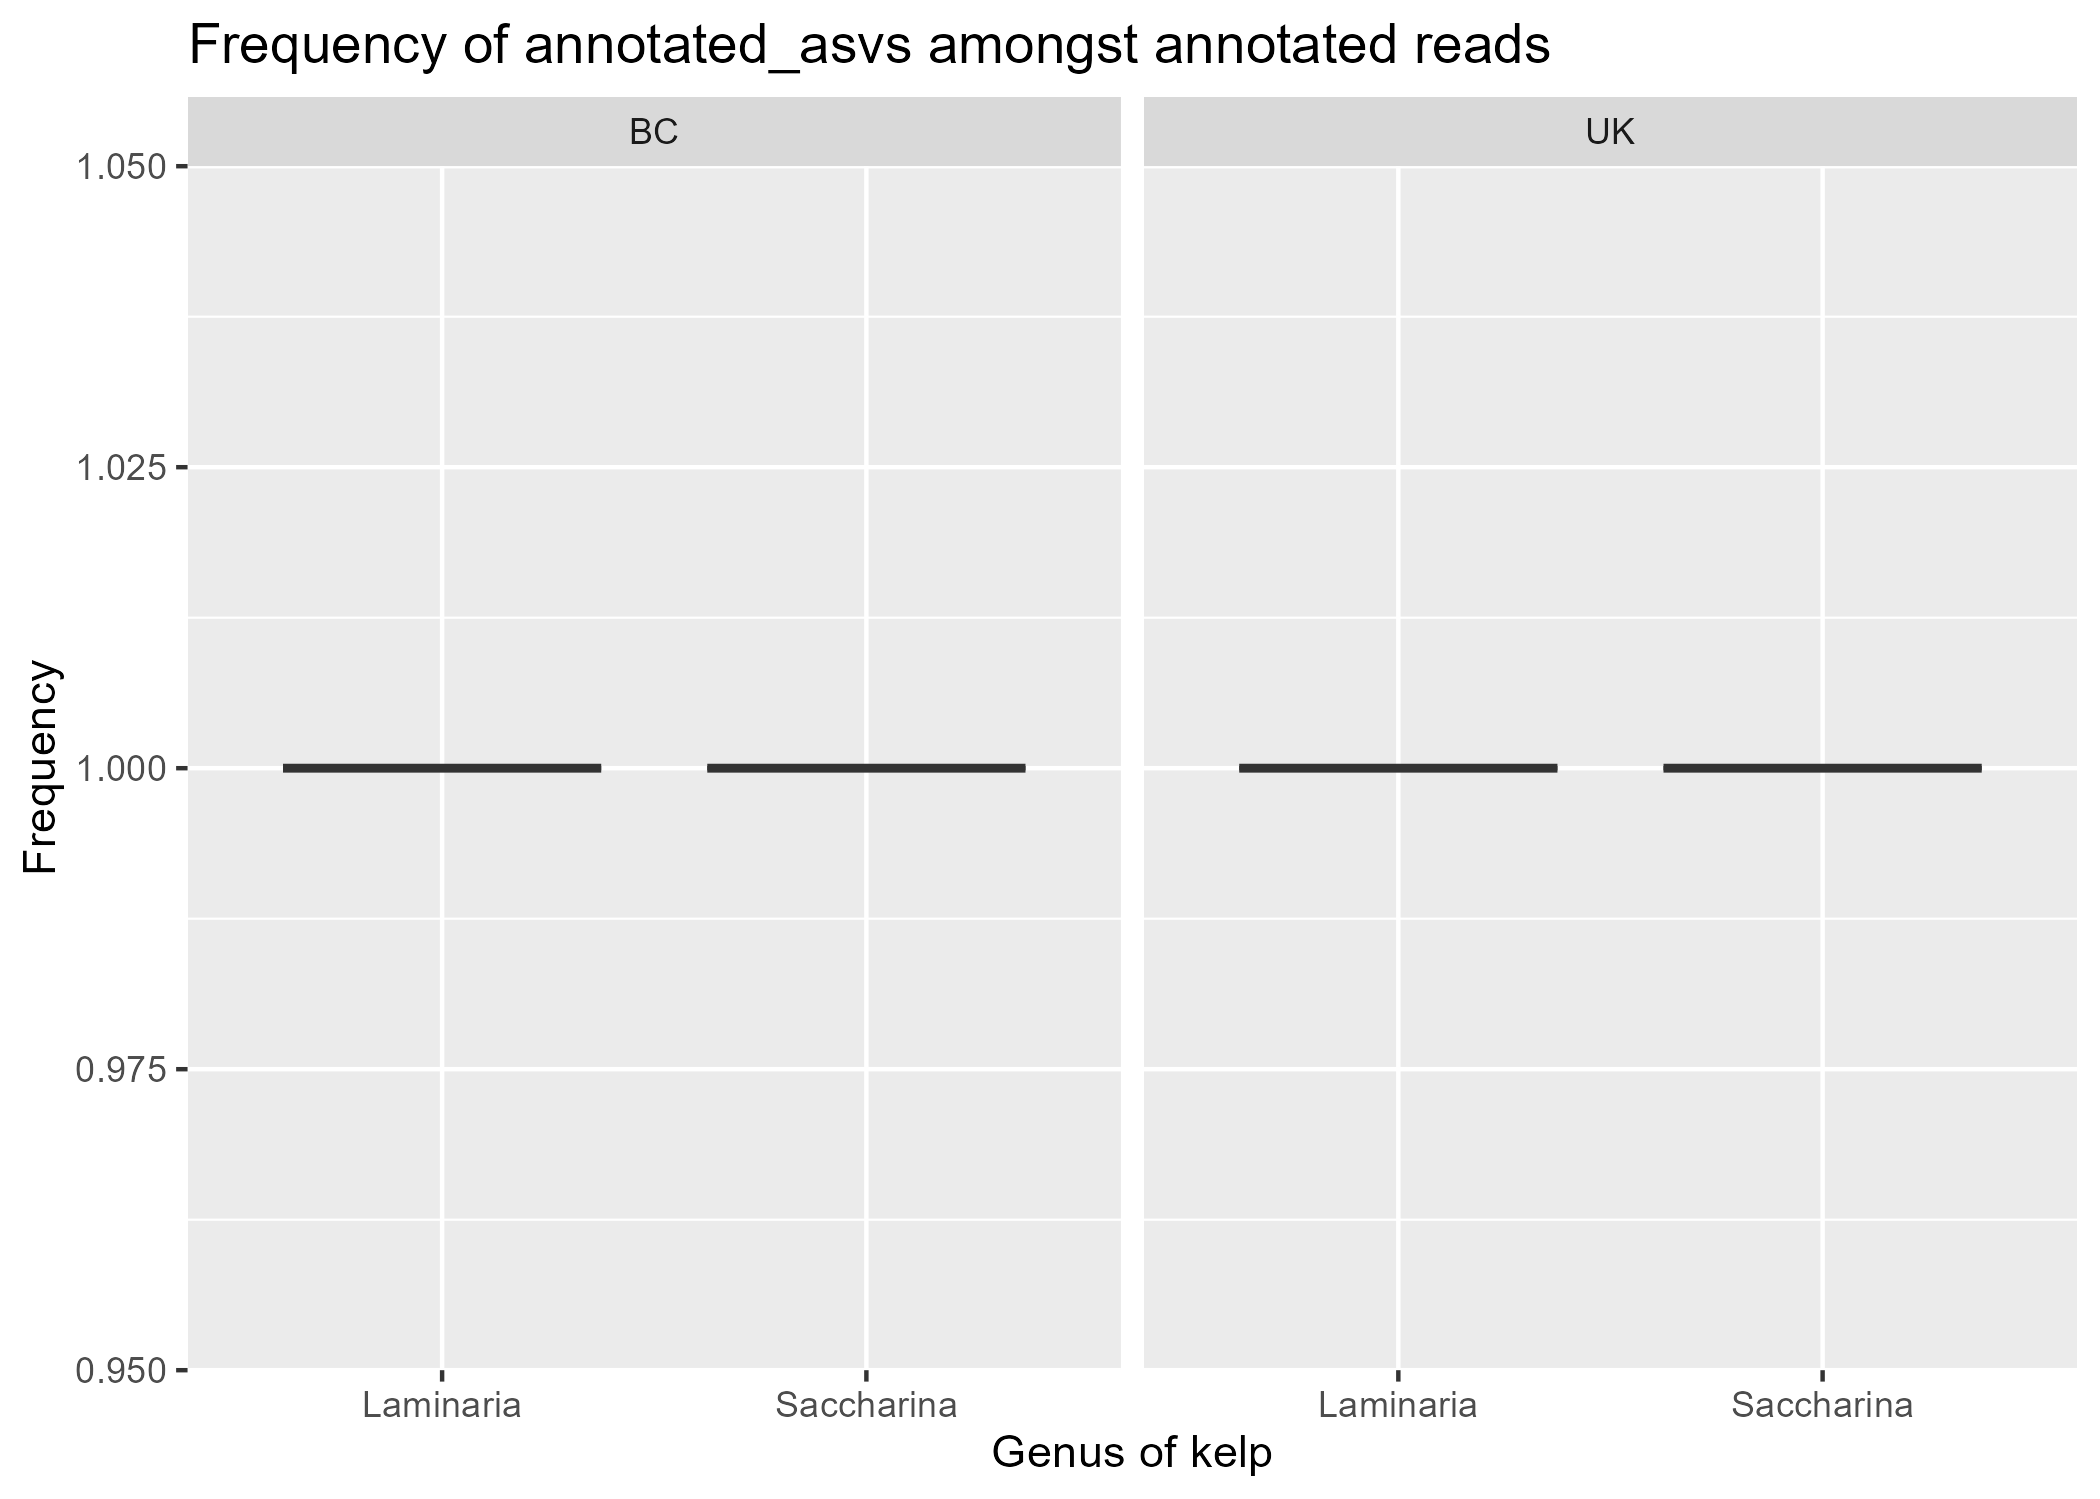 Frequency of annotated_asvs amongst annotated reads
BC
UK
1.050
1.025
1.000
0.975
0.950
Frequency
Laminaria
Saccharina
Laminaria
Saccharina
Genus of kelp